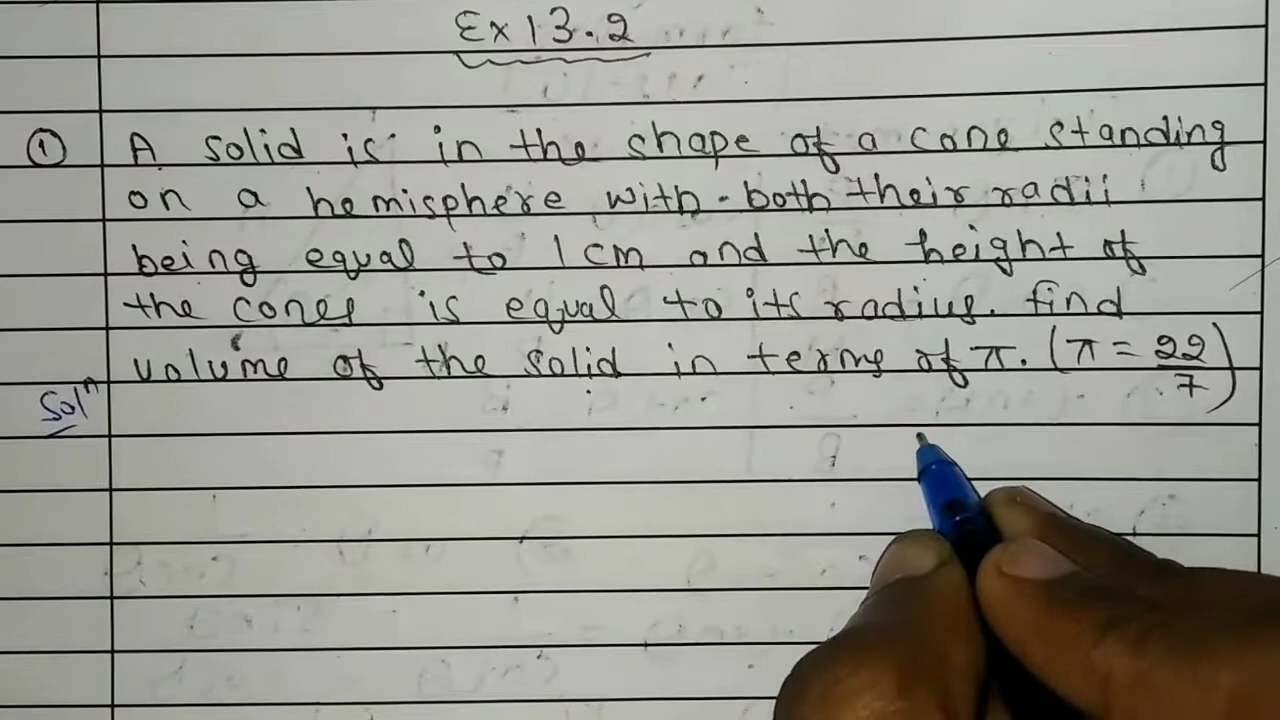 Ex 13.2
① A solid is in the shape of a cone standing
on a hemisphere with both their radii
being equal to 1 cm and the height of
the cones is equal to its radius. find
volume of the solid in terms of π. (π = 22/7)
Solⁿ